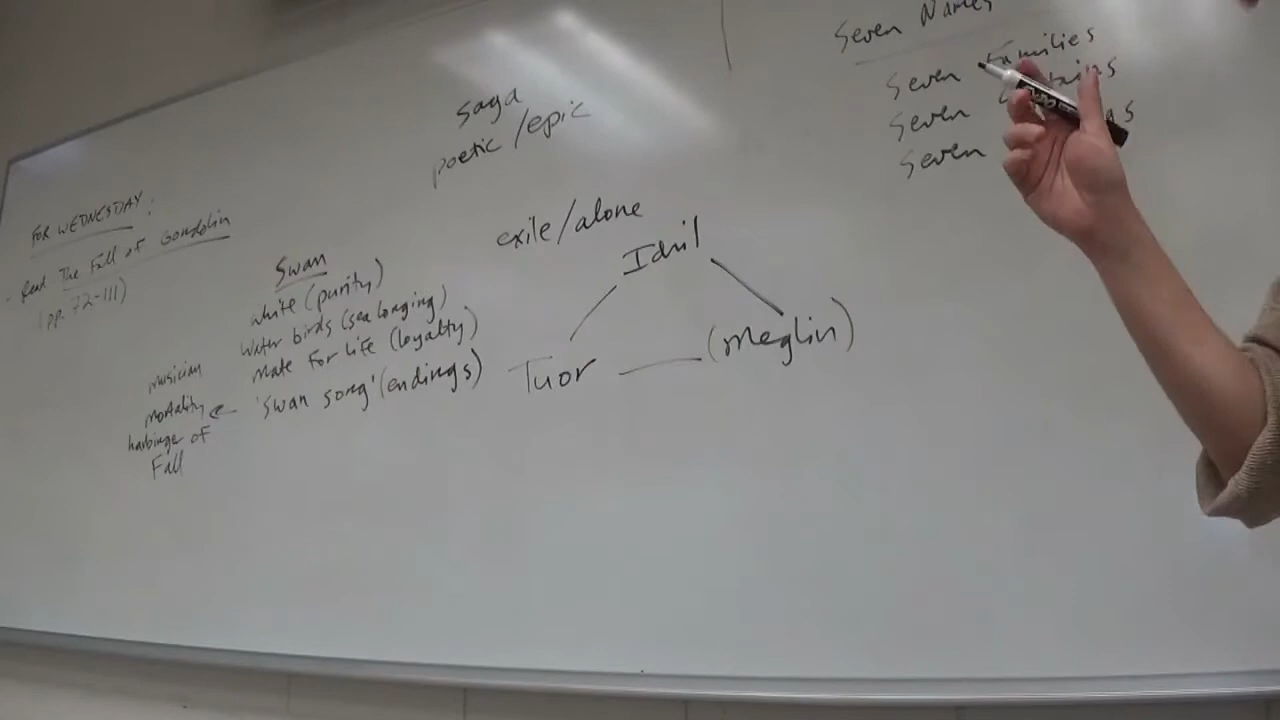 FOR WEDNESDAY:
- Read The Fall of Gondolin
(pp. 72-111)
Swan
white (purity)
water birds (sea longing)
mate for life (loyalty)
'swan song' (endings)
musician
mortality ←
harbinger of
Fall
saga
poetic/epic
exile/alone
Idril
Tuor
(Meglin)
Seven Names
Seven Families
Seven
Seven